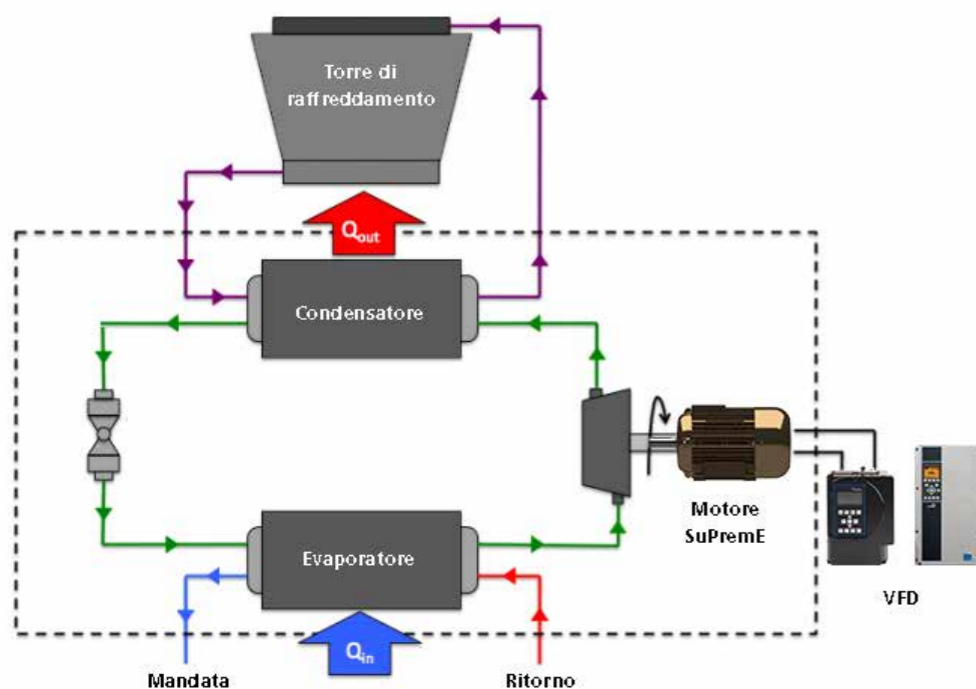 Torre di
raffreddamento
Qout
Condensatore
Motore
SuPremE
Evaporatore
VFD
Qin
Mandata
Ritorno